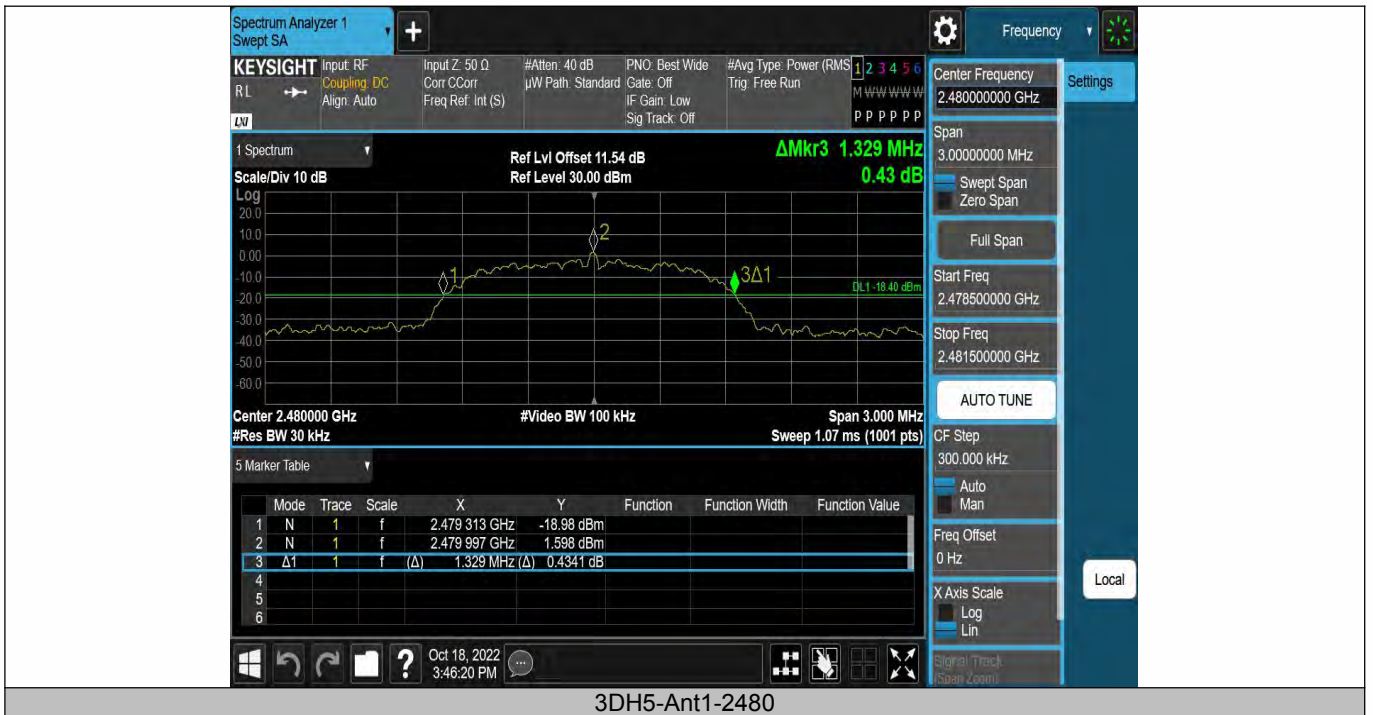 Spectrum Analyzer 1
Swept SA
+
Frequency
KEYSIGHT Input: RF Input Z: 50 Ω #Atten: 40 dB PNO: Best Wide #Avg Type: Power (RMS 1 2 3 4 5 6
RL Coupling: DC Corr CCorr µW Path: Standard Gate: Off Trig: Free Run M W W W W W
Align: Auto Freq Ref: Int (S) IF Gain: Low
LXI Sig Track: Off P P P P P P
Center Frequency
2.480000000 GHz
Settings
1 Spectrum
Ref Lvl Offset 11.54 dB
ΔMkr3 1.329 MHz
Scale/Div 10 dB
Ref Level 30.00 dBm
0.43 dB
Log
20.0
10.0
0.00
-10.0
-20.0
-30.0
-40.0
-50.0
-60.0
1
2
3Δ1
DL1 -18.40 dBm
Center 2.480000 GHz #Video BW 100 kHz Span 3.000 MHz
#Res BW 30 kHz Sweep 1.07 ms (1001 pts)
Span
3.00000000 MHz
Swept Span
Zero Span
Full Span
Start Freq
2.478500000 GHz
Stop Freq
2.481500000 GHz
AUTO TUNE
CF Step
300.000 kHz
Auto
Man
Freq Offset
0 Hz
X Axis Scale
Log
Lin
Signal Track
(Span Zoom)
Local
5 Marker Table
Mode Trace Scale X Y Function Function Width Function Value
1 N 1 f 2.479 313 GHz -18.98 dBm
2 N 1 f 2.479 997 GHz 1.598 dBm
3 Δ1 1 f (Δ) 1.329 MHz (Δ) 0.4341 dB
4
5
6
?
Oct 18, 2022
3:46:20 PM
3DH5-Ant1-2480